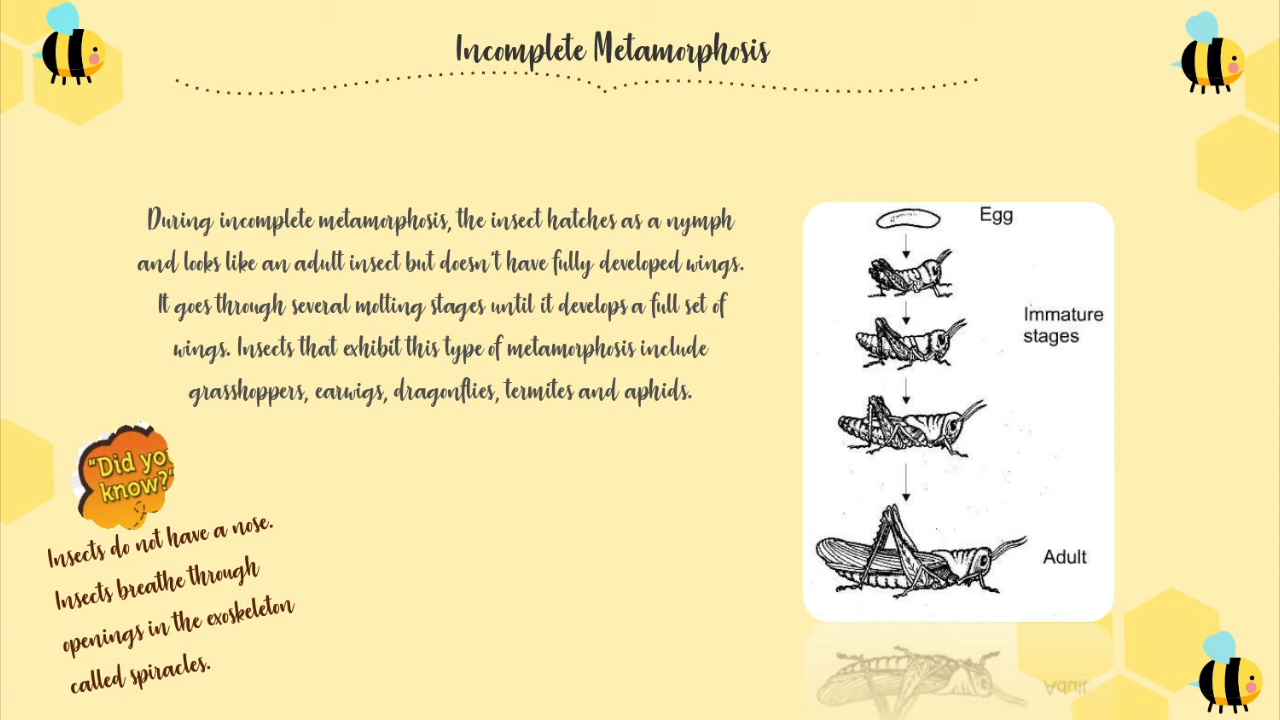 Incomplete Metamorphosis
During incomplete metamorphosis, the insect hatches as a nymph
and looks like an adult insect but doesn't have fully developed wings.
It goes through several molting stages until it develops a full set of
wings. Insects that exhibit this type of metamorphosis include
grasshoppers, earwigs, dragonflies, termites and aphids.
Egg
Immature
stages
Adult
"Did you
know?"
Insects do not have a nose.
Insects breathe through
openings in the exoskeleton
called spiracles.